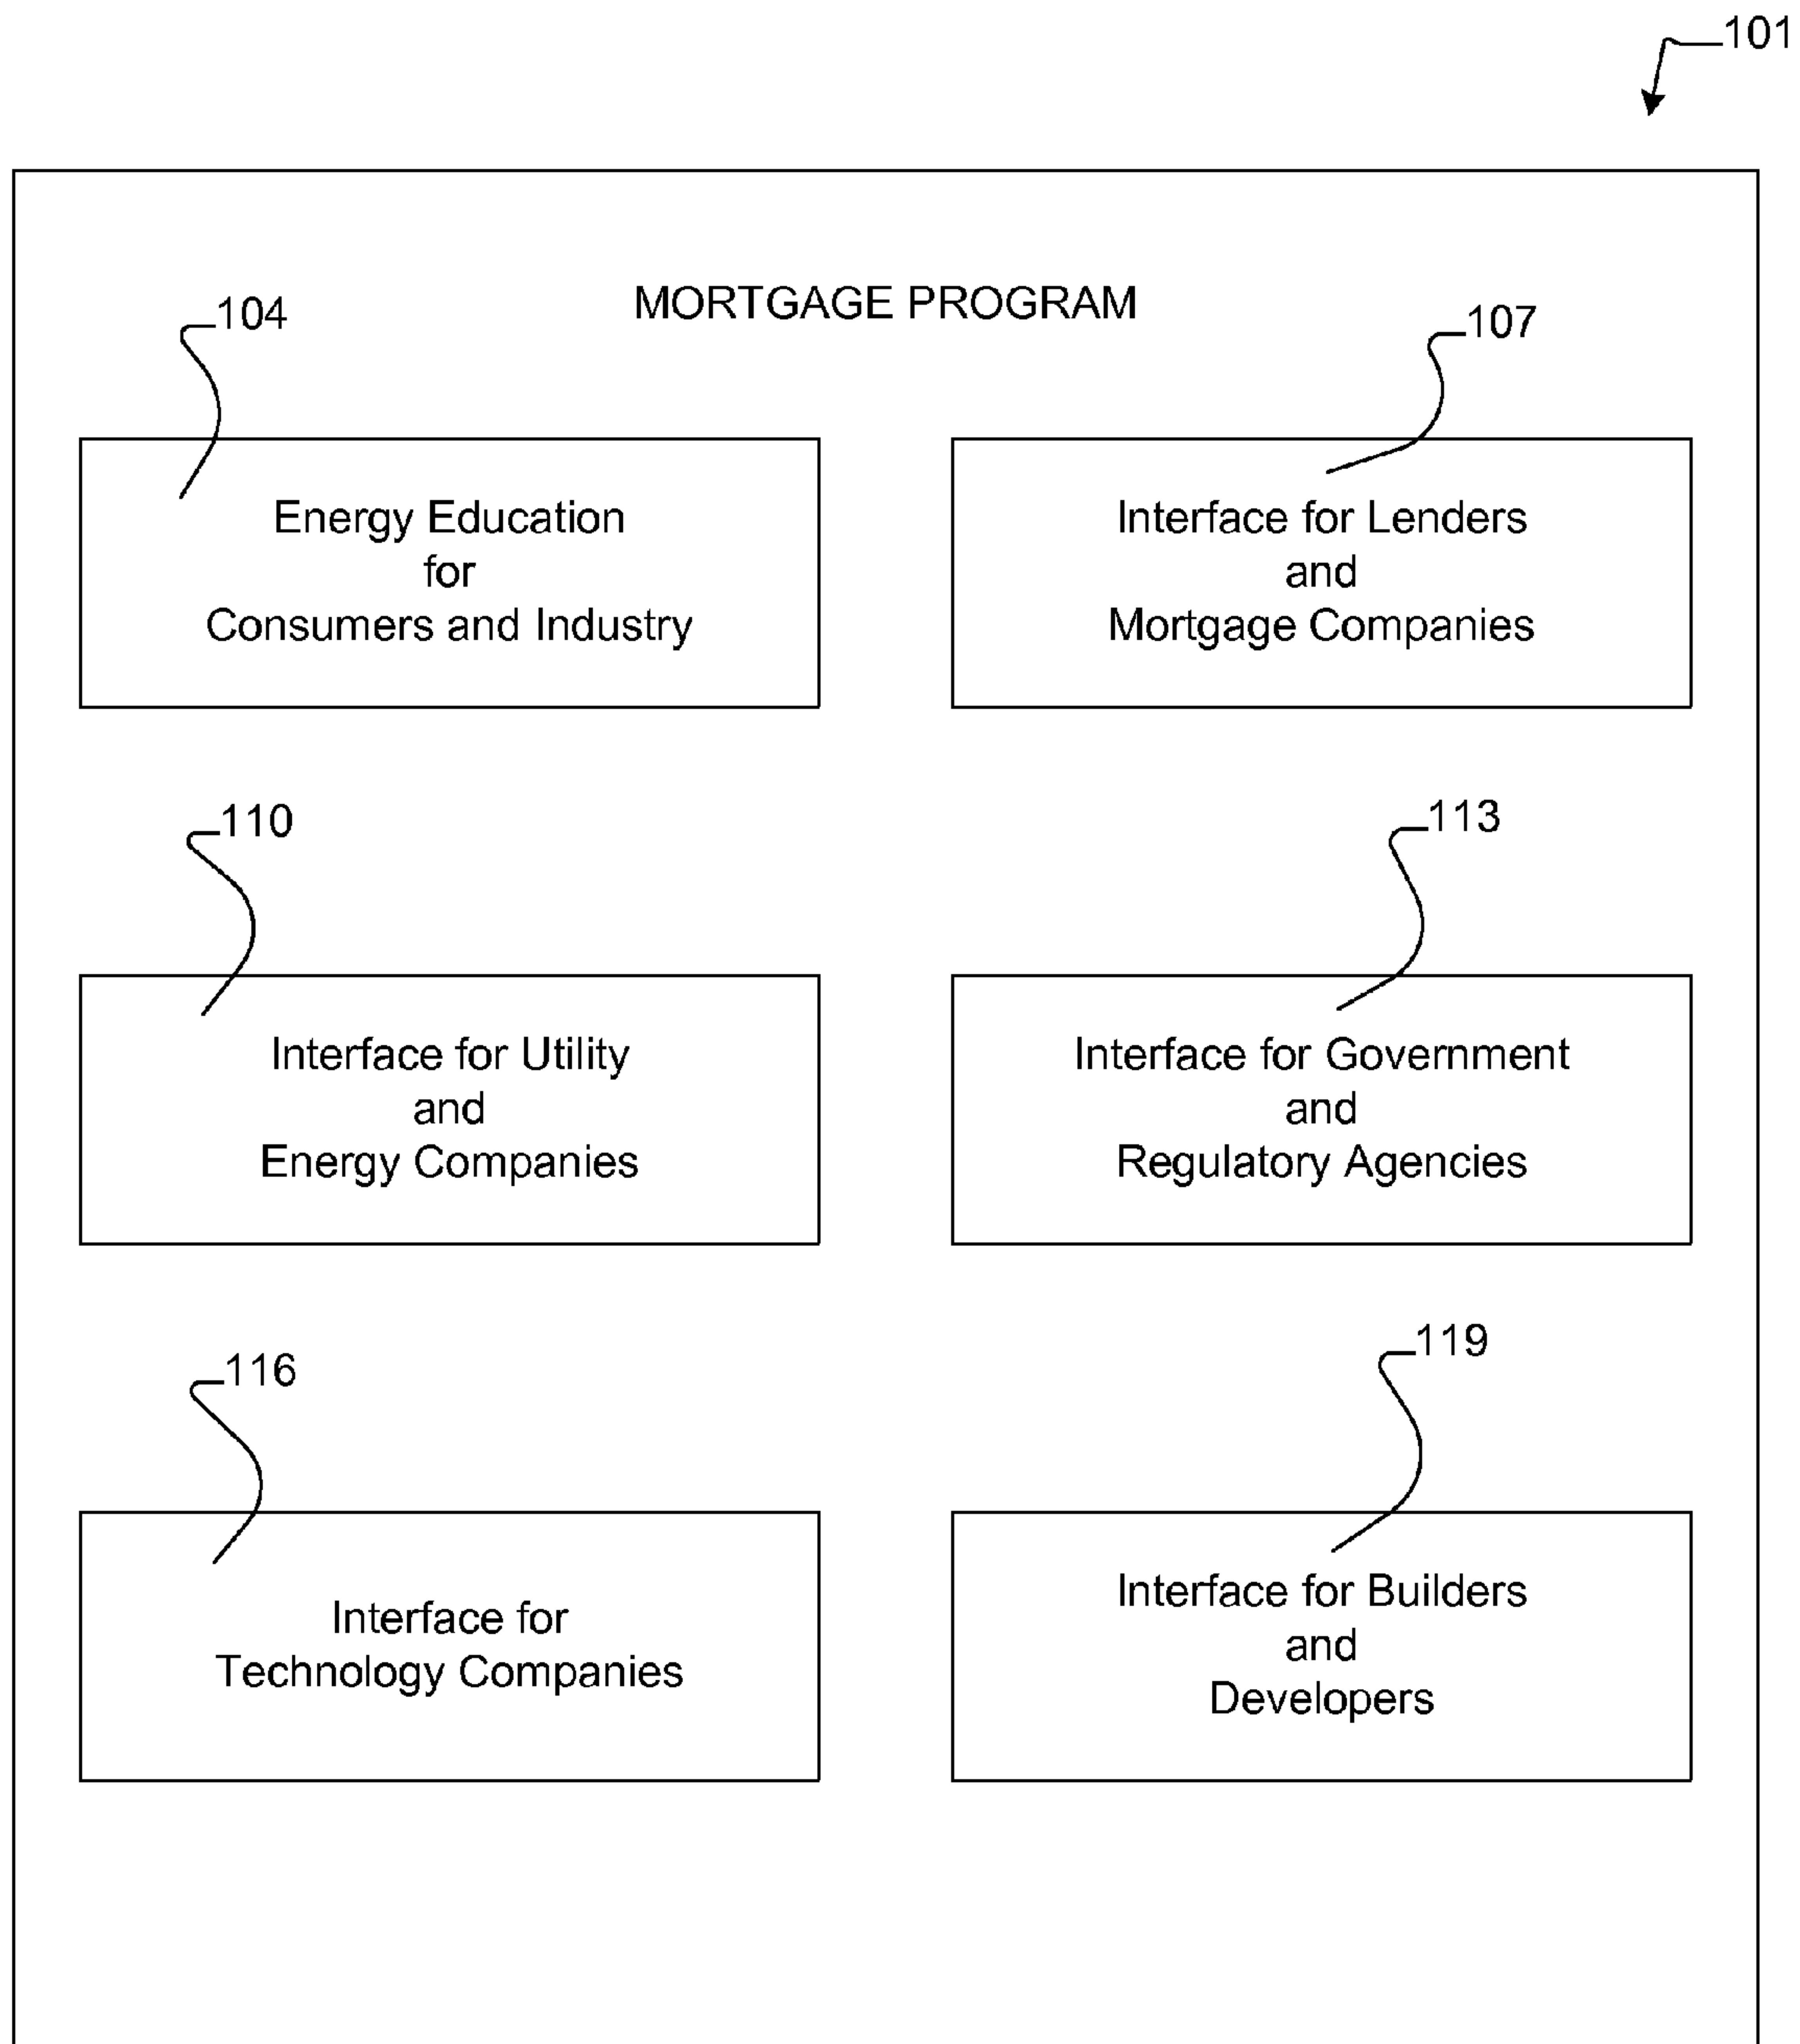 101
MORTGAGE PROGRAM
104
107
Energy Education
for
Consumers and Industry
Interface for Lenders
and
Mortgage Companies
110
113
Interface for Utility
and
Energy Companies
Interface for Government
and
Regulatory Agencies
116
119
Interface for
Technology Companies
Interface for Builders
and
Developers